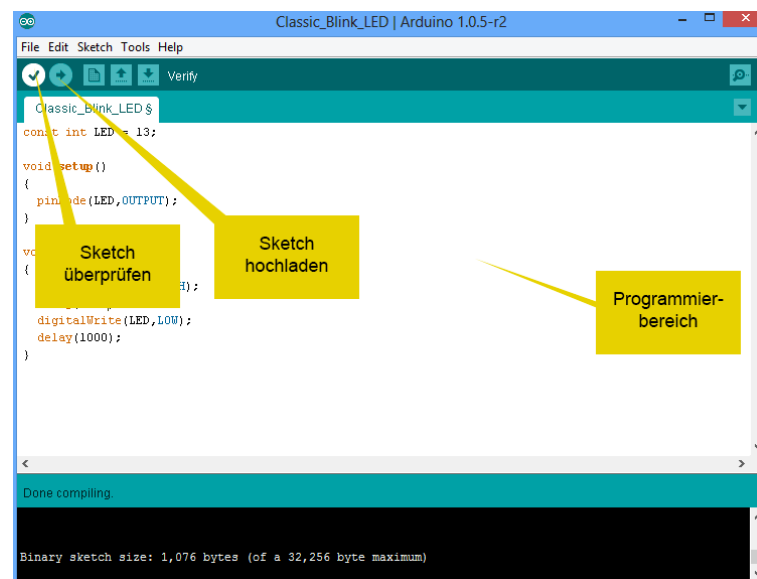 Classic_Blink_LED | Arduino 1.0.5-r2
File Edit Sketch Tools Help
Verify
Classic_Blink_LED §
const int LED = 13;
void setup()
{
pinMode(LED,OUTPUT);
}
{
H);
digitalWrite(LED,LOW);
delay(1000);
}
Sketch
überprüfen
Sketch
hochladen
Programmier-
bereich
Done compiling.
Binary sketch size: 1,076 bytes (of a 32,256 byte maximum)